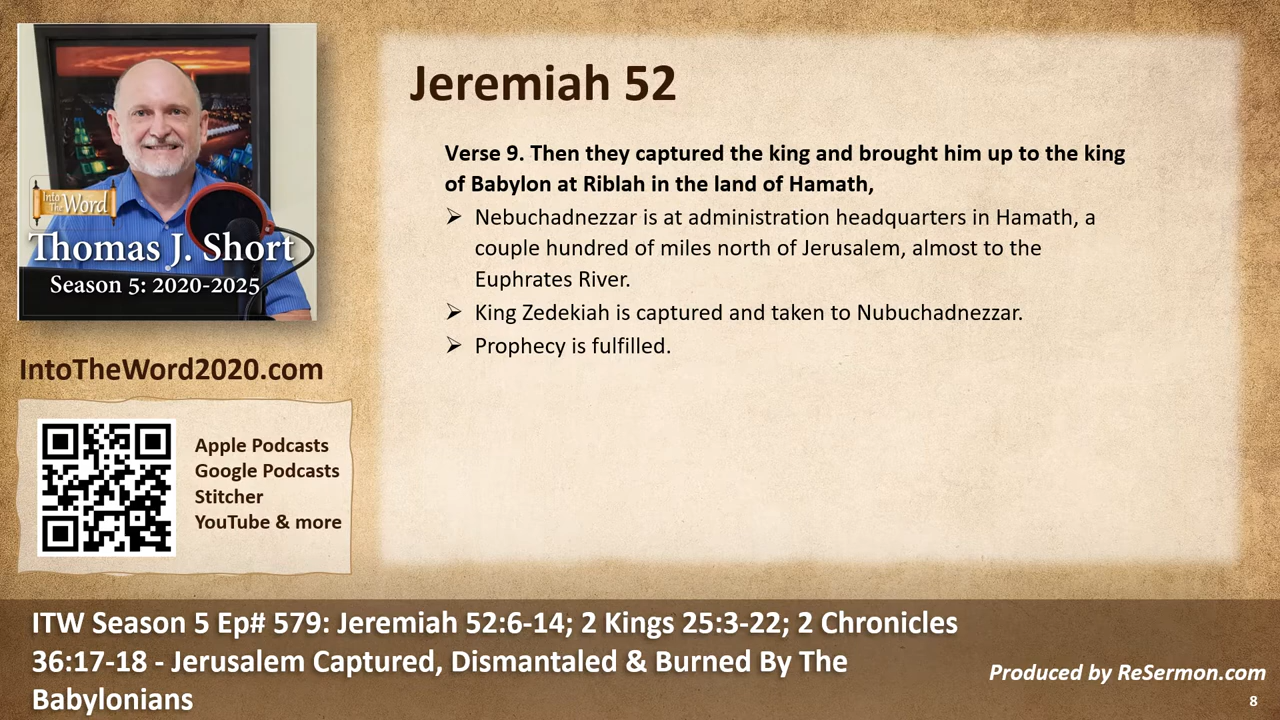 Into
The Word
Thomas J. Short
Season 5: 2020-2025
IntoTheWord2020.com
Apple Podcasts
Google Podcasts
Stitcher
YouTube & more
Jeremiah 52
Verse 9. Then they captured the king and brought him up to the king
of Babylon at Riblah in the land of Hamath,
➢ Nebuchadnezzar is at administration headquarters in Hamath, a
couple hundred of miles north of Jerusalem, almost to the
Euphrates River.
➢ King Zedekiah is captured and taken to Nubuchadnezzar.
➢ Prophecy is fulfilled.
ITW Season 5 Ep# 579: Jeremiah 52:6-14; 2 Kings 25:3-22; 2 Chronicles
36:17-18 - Jerusalem Captured, Dismantaled & Burned By The
Babylonians
Produced by ReSermon.com
8